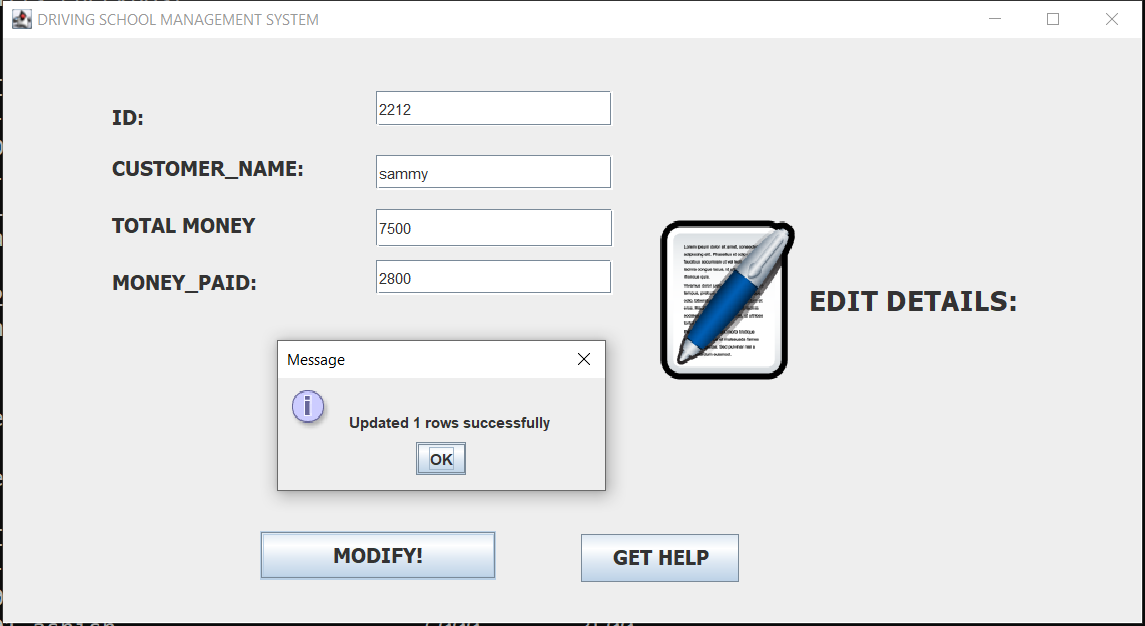 DRIVING SCHOOL MANAGEMENT SYSTEM
ID:
2212
CUSTOMER_NAME:
sammy
TOTAL MONEY
7500
MONEY_PAID:
2800
EDIT DETAILS:
Message
Updated 1 rows successfully
OK
MODIFY!
GET HELP